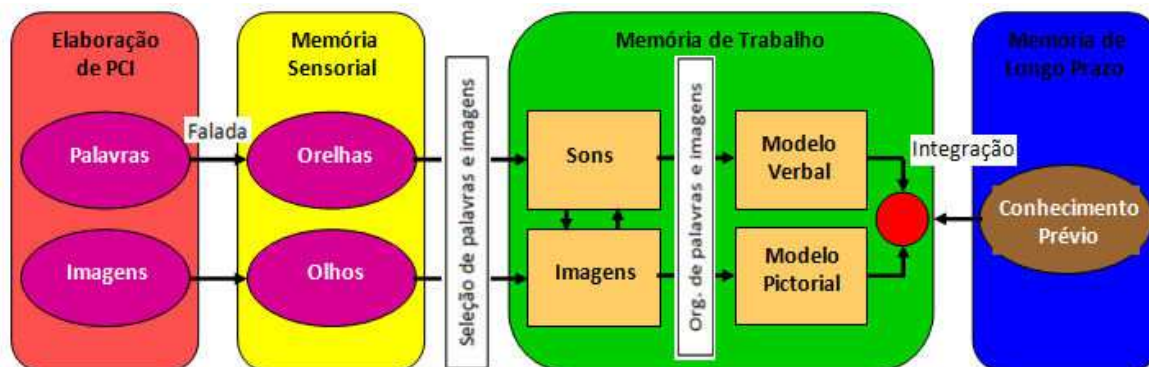 Elaboração
de PCI
Memória
Sensorial
Memória de Trabalho
Memória de
Longo Prazo
Palavras
Falada
Orelhas
Seleção de palavras e imagens
Sons
Org. de palavras e imagens
Modelo
Verbal
Integração
Conhecimento
Prévio
Imagens
Olhos
Imagens
Modelo
Pictorial